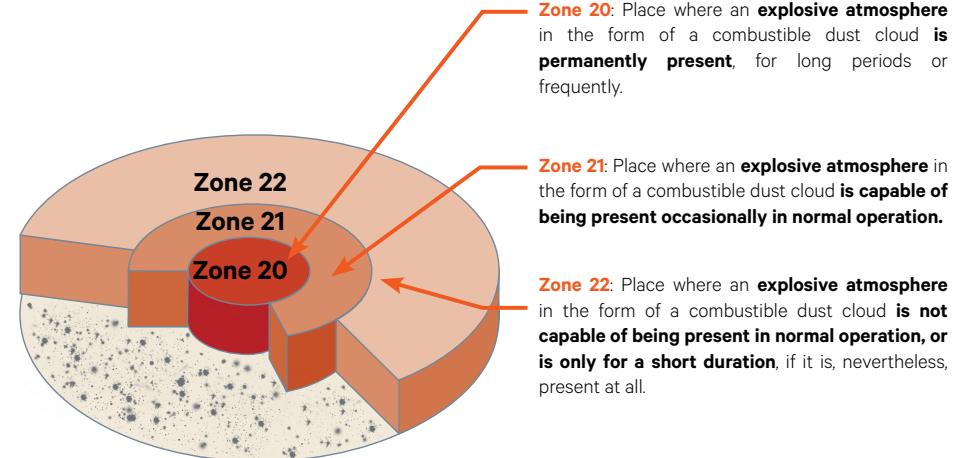 Zone 20: Place where an explosive atmosphere
in the form of a combustible dust cloud is
permanently present, for long periods or
frequently.
Zone 21: Place where an explosive atmosphere in
the form of a combustible dust cloud is capable of
being present occasionally in normal operation.
Zone 22: Place where an explosive atmosphere
in the form of a combustible dust cloud is not
capable of being present in normal operation, or
is only for a short duration, if it is, nevertheless,
present at all.
Zone 22
Zone 21
Zone 20